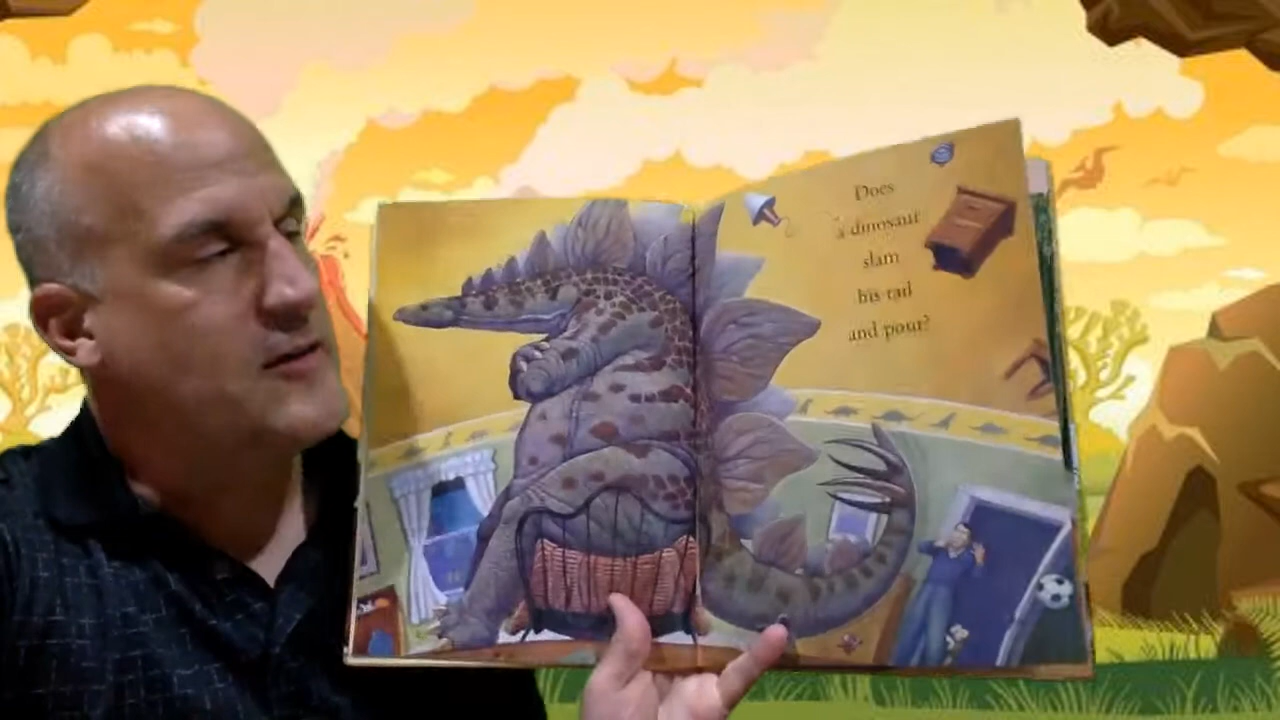 Does
a dinosaur
slam
his tail
and pout?